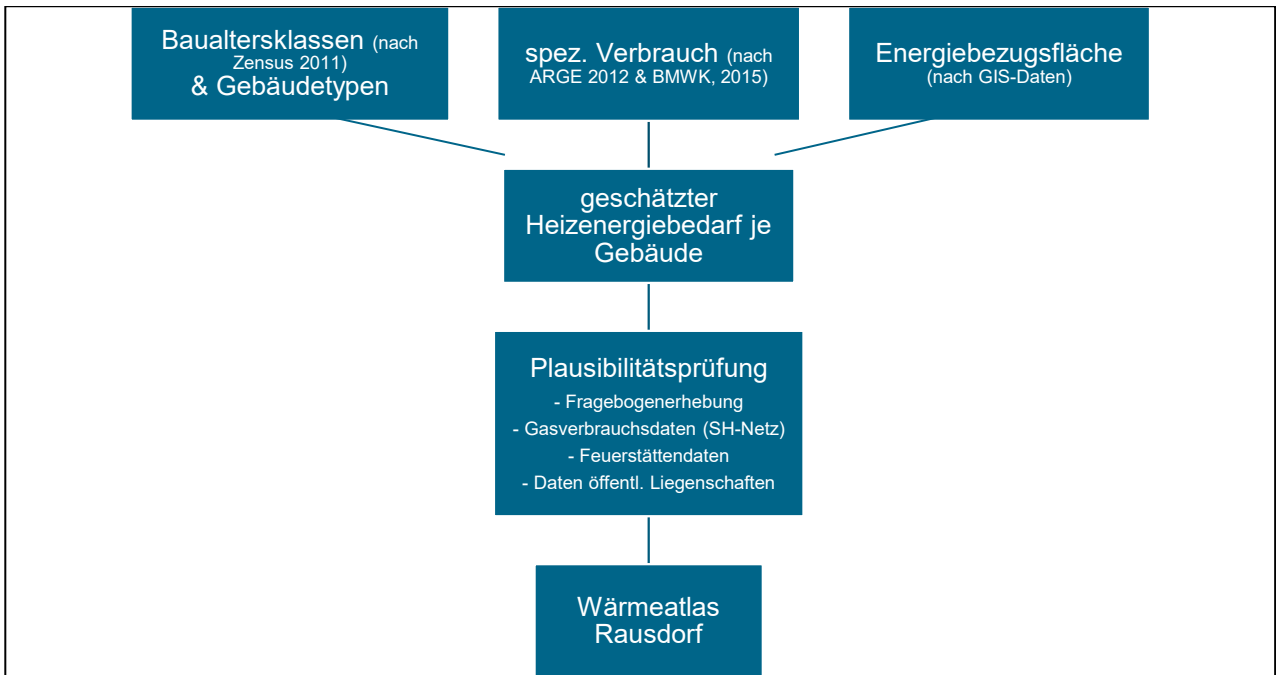 Baualtersklassen (nach
Zensus 2011)
& Gebäudetypen
spez. Verbrauch (nach
ARGE 2012 & BMWK, 2015)
Energiebezugsfläche
(nach GIS-Daten)
geschätzter
Heizenergiebedarf je
Gebäude
Plausibilitätsprüfung
- Fragebogenerhebung
- Gasverbrauchsdaten (SH-Netz)
- Feuerstättendaten
- Daten öffentl. Liegenschaften
Wärmeatlas
Rausdorf